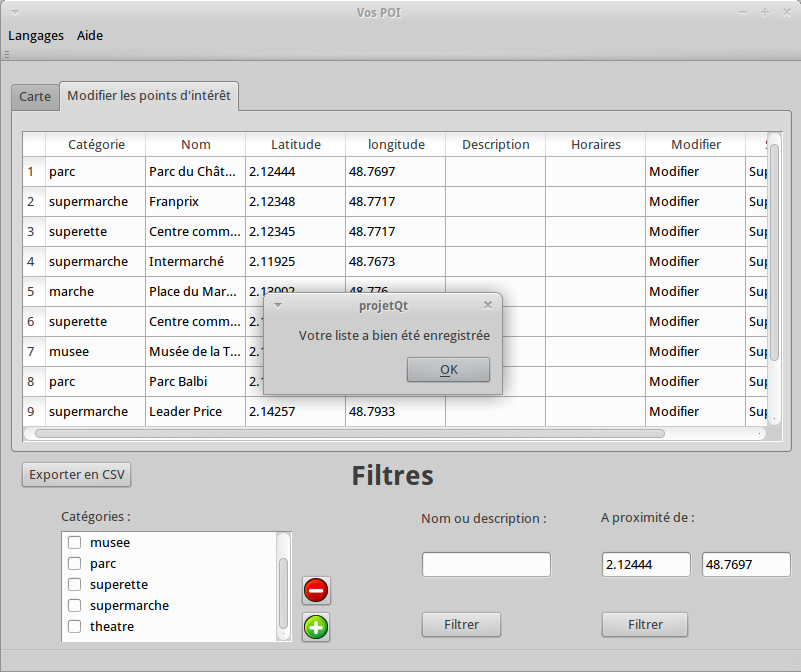 Vos POI
Langages Aide
Carte Modifier les points d'intérêt
Catégorie Nom Latitude longitude Description Horaires Modifier
1 parc Parc du Chât... 2.12444 48.7697 Modifier Sup
2 supermarche Franprix 2.12348 48.7717 Modifier Sup
3 superette Centre comm... 2.12345 48.7717 Modifier Sup
4 supermarche Intermarché 2.11925 48.7673 Modifier Sup
5 marche Place du Mar... 2.13002 48.776 Modifier Sup
6 superette Centre comm... 2.1 Modifier Sup
7 musee Musée de la T... 2.1 Modifier Sup
8 parc Parc Balbi 2.1 Modifier Sup
9 supermarche Leader Price 2.14257 48.7933 Modifier Sup
projetQt
Votre liste a bien été enregistrée
OK
Exporter en CSV
Filtres
Catégories :
musee
parc
superette
supermarche
theatre
Nom ou description :
Filtrer
A proximité de :
2.12444 48.7697
Filtrer